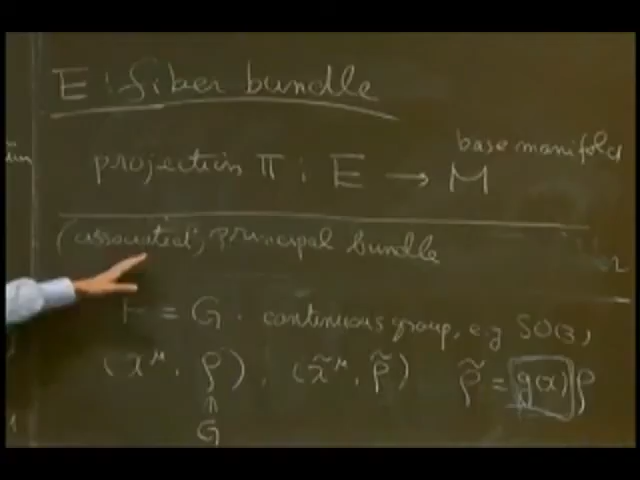 E : fiber bundle
base manifold
projection π : E → M
(associated), principal bundle
F = G . continuous group, e.g SO(3,
(x^μ, ρ) , (x̃^μ, ρ̃) ρ̃ = g(x) ρ
⇑
G